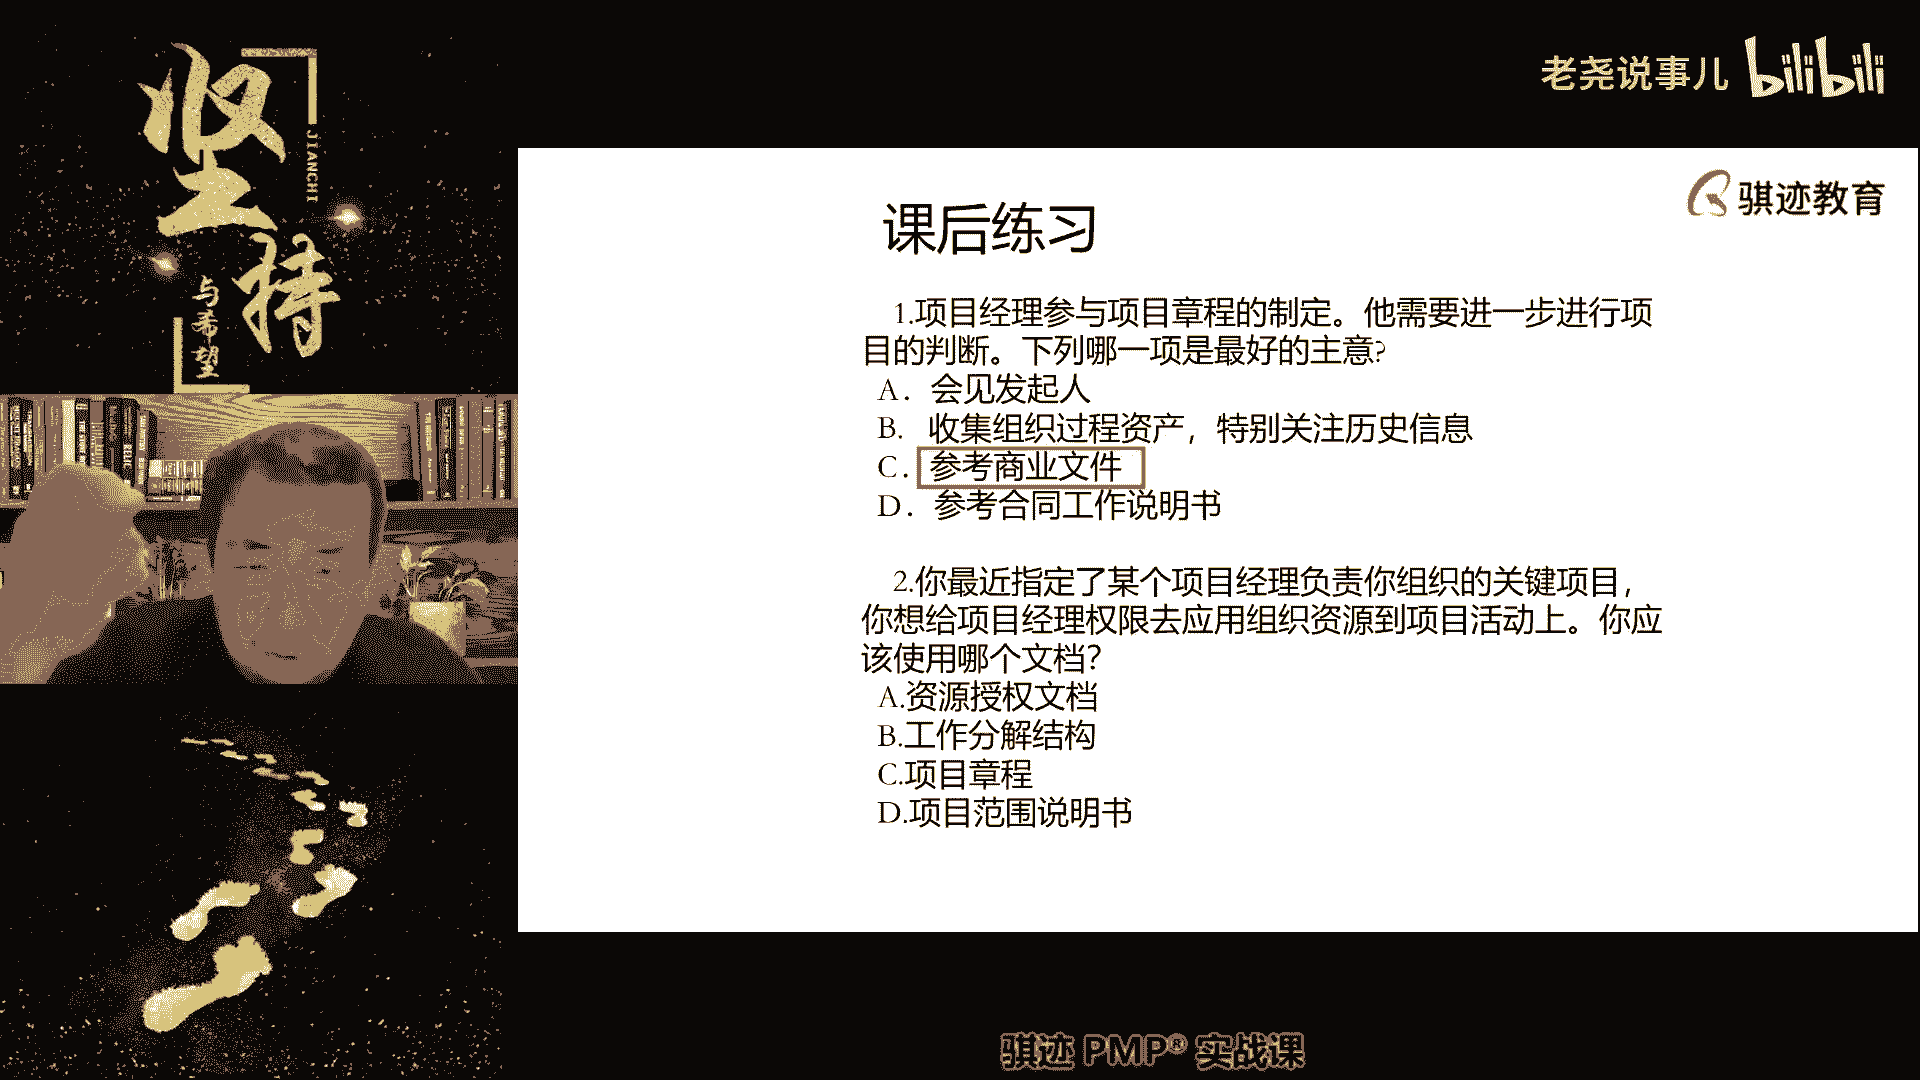 坚持
JIANCHI
与希望
老尧说事儿 bilibili
骐迹教育
课后练习
1.项目经理参与项目章程的制定。他需要进一步进行项
目的判断。下列哪一项是最好的主意?
A. 会见发起人
B. 收集组织过程资产，特别关注历史信息
C. 参考商业文件
D. 参考合同工作说明书
2.你最近指定了某个项目经理负责你组织的关键项目，
你想给项目经理权限去应用组织资源到项目活动上。你应
该使用哪个文档？
A.资源授权文档
B.工作分解结构
C.项目章程
D.项目范围说明书
骐迹 PMP® 实战课